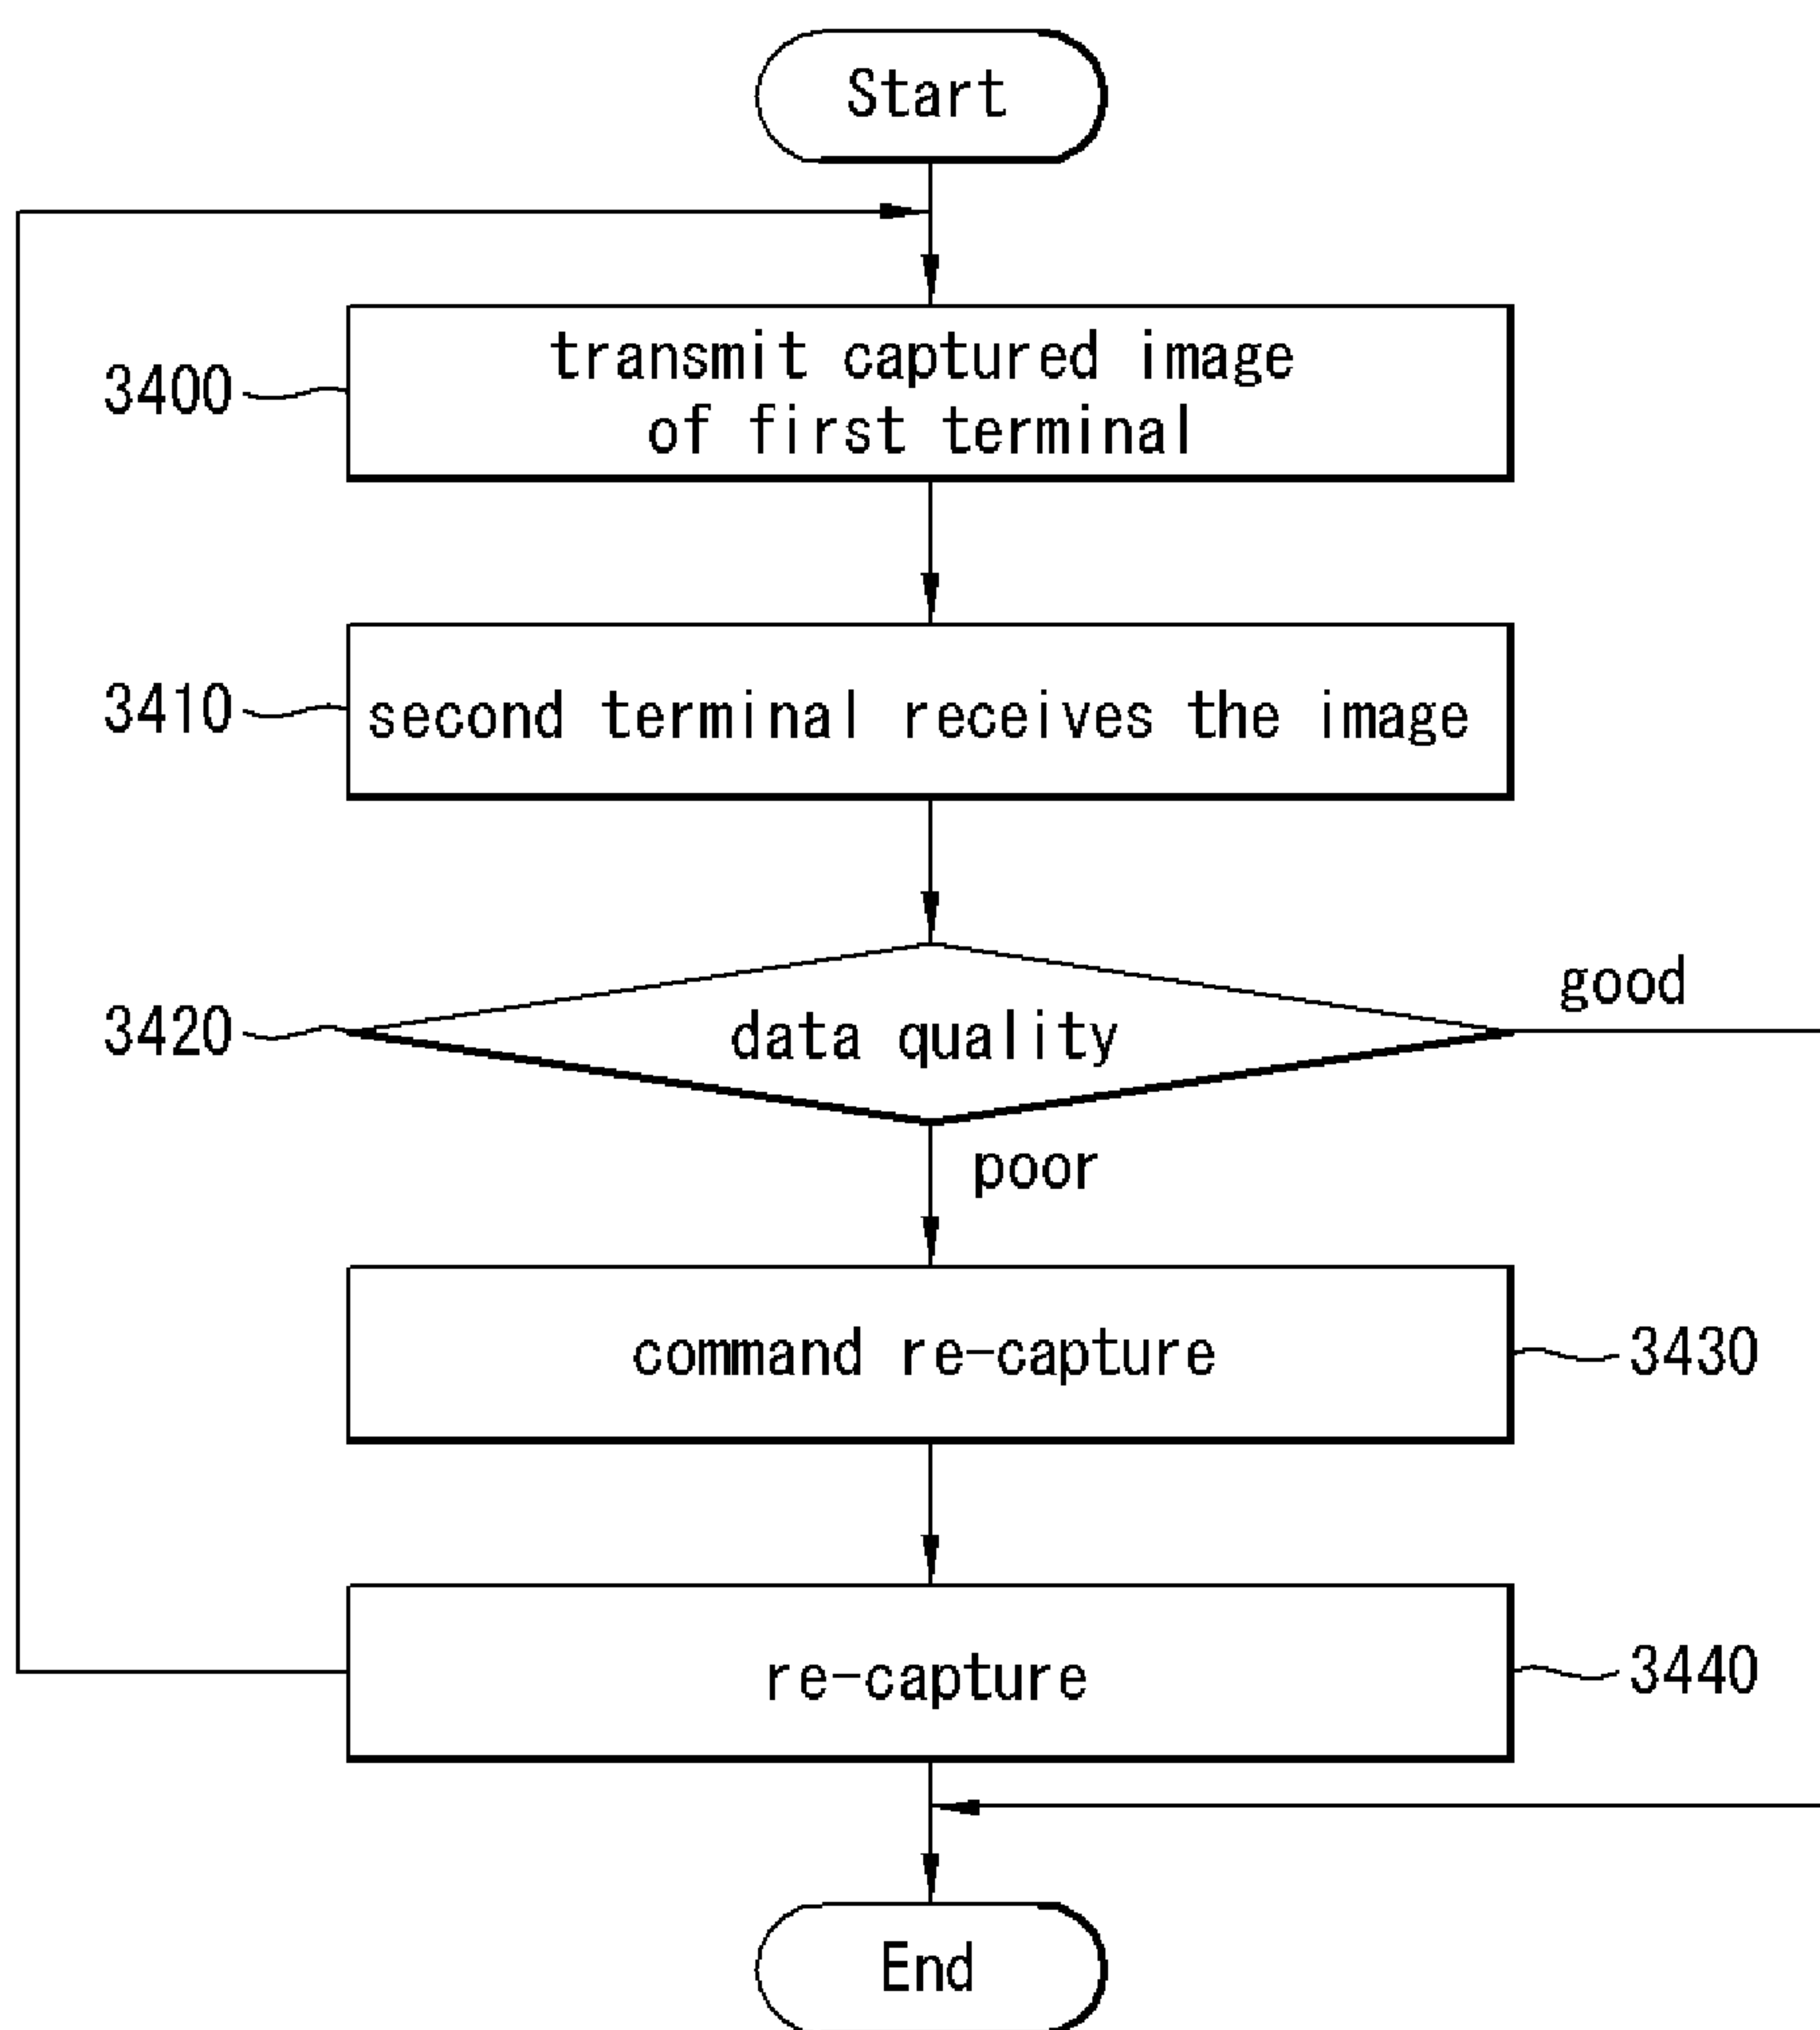 Start
3400
transmit captured image
of first terminal
3410
second terminal receives the image
3420
data quality
good
poor
command re-capture
3430
re-capture
3440
End